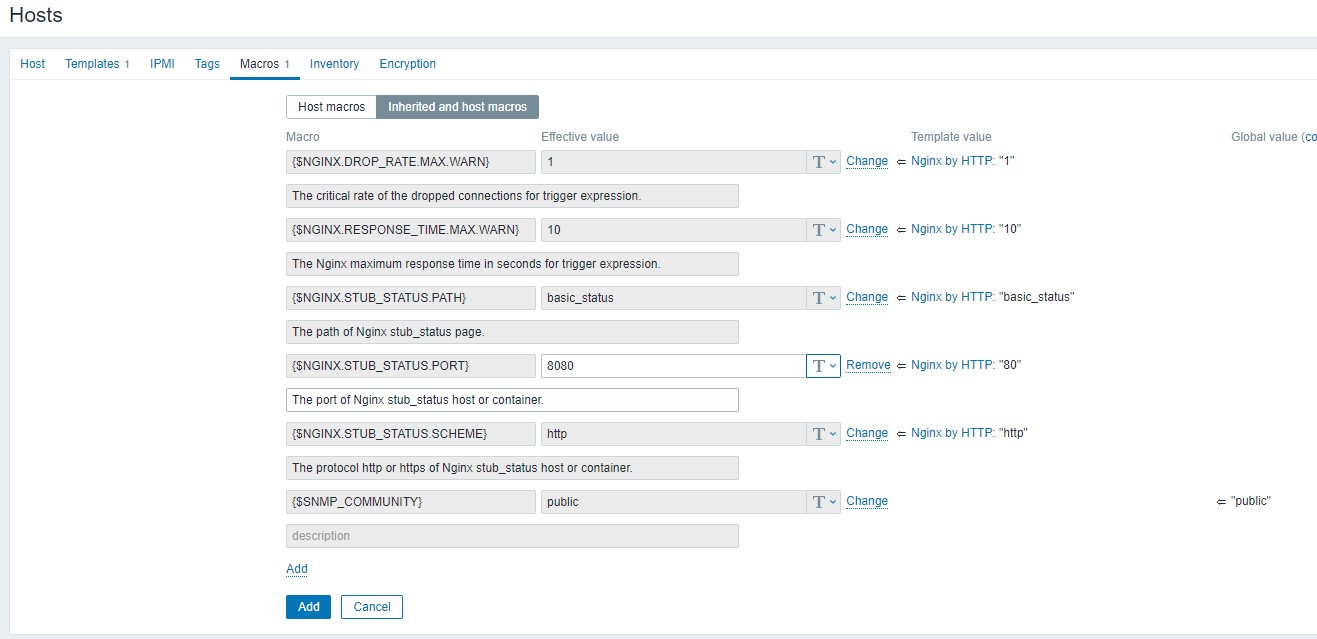 Hosts
Host Templates 1 IPMI Tags Macros 1 Inventory Encryption
Host macros Inherited and host macros
Macro Effective value Template value Global value (co
{$NGINX.DROP_RATE.MAX.WARN} 1 T Change ⇐ Nginx by HTTP: "1"
The critical rate of the dropped connections for trigger expression.
{$NGINX.RESPONSE_TIME.MAX.WARN} 10 T Change ⇐ Nginx by HTTP: "10"
The Nginx maximum response time in seconds for trigger expression.
{$NGINX.STUB_STATUS.PATH} basic_status T Change ⇐ Nginx by HTTP: "basic_status"
The path of Nginx stub_status page.
{$NGINX.STUB_STATUS.PORT} 8080 T Remove ⇐ Nginx by HTTP: "80"
The port of Nginx stub_status host or container.
{$NGINX.STUB_STATUS.SCHEME} http T Change ⇐ Nginx by HTTP: "http"
The protocol http or https of Nginx stub_status host or container.
{$SNMP_COMMUNITY} public T Change ⇐ "public"
description
Add
Add Cancel